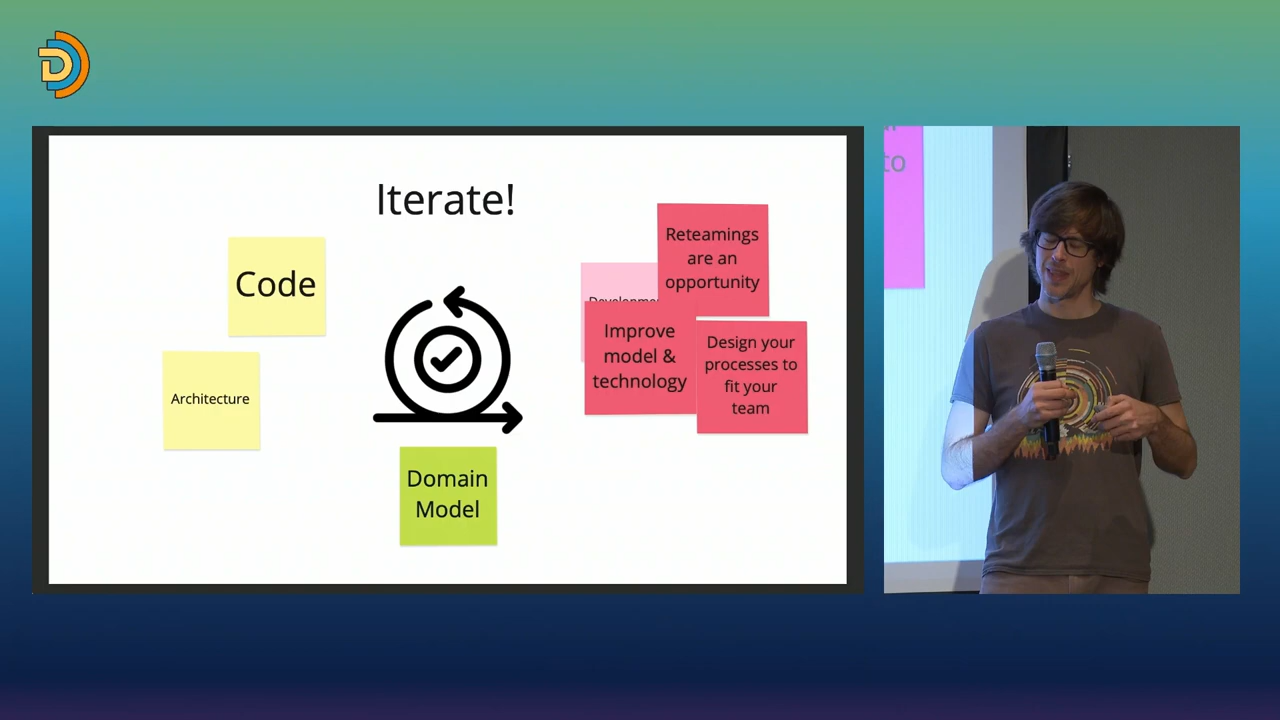 Iterate!
Code
Architecture
Domain
Model
Reteamings
are an
opportunity
Improve
model &
technology
Design your
processes to
fit your
team
to